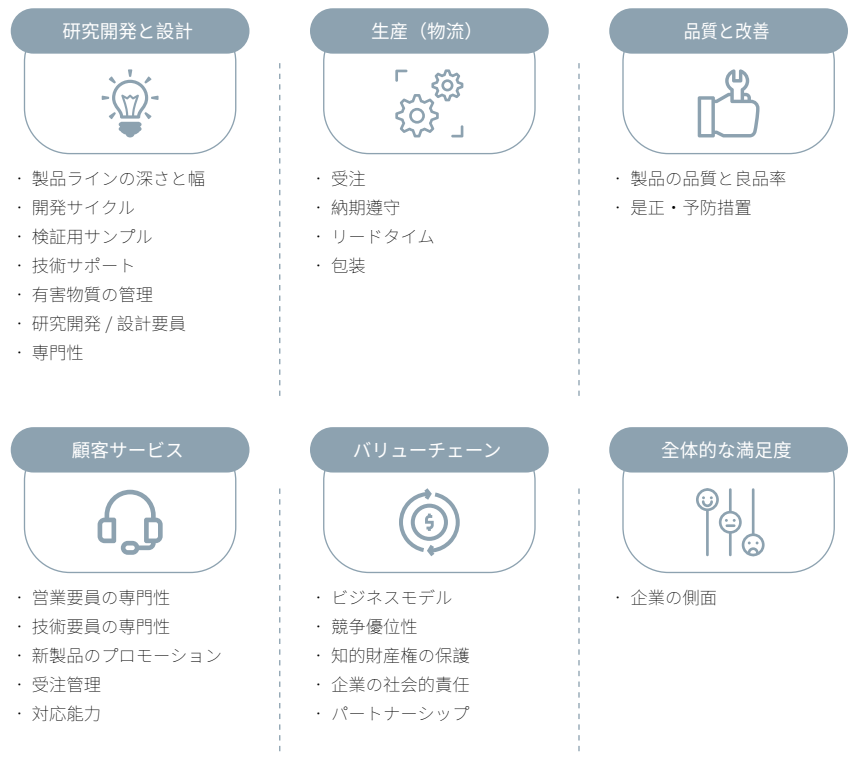 研究開発と設計
・ 製品ラインの深さと幅
・ 開発サイクル
・ 検証用サンプル
・ 技術サポート
・ 有害物質の管理
・ 研究開発 / 設計要員
・ 専門性
生産（物流）
・ 受注
・ 納期遵守
・ リードタイム
・ 包装
品質と改善
・ 製品の品質と良品率
・ 是正・予防措置
顧客サービス
・ 営業要員の専門性
・ 技術要員の専門性
・ 新製品のプロモーション
・ 受注管理
・ 対応能力
バリューチェーン
・ ビジネスモデル
・ 競争優位性
・ 知的財産権の保護
・ 企業の社会的責任
・ パートナーシップ
全体的な満足度
・ 企業の側面